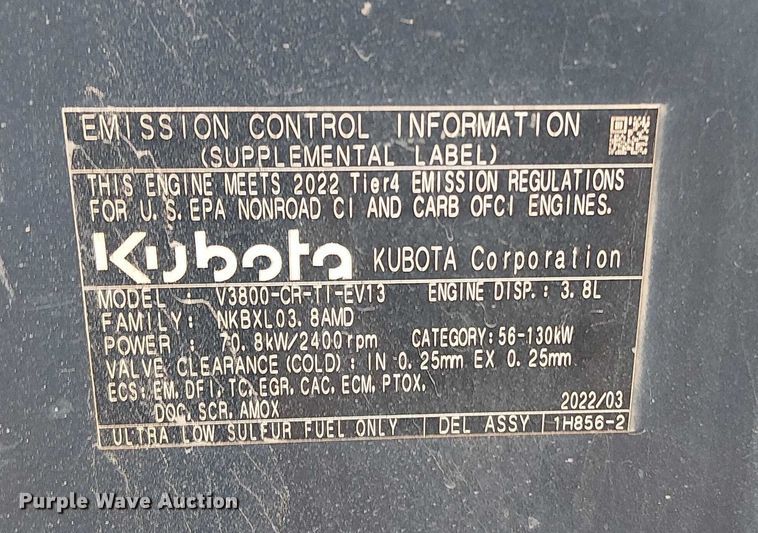 EMISSION CONTROL INFORMATION
(SUPPLEMENTAL LABEL)
THIS ENGINE MEETS 2022 Tier4 EMISSION REGULATIONS
FOR U.S.EPA NONROAD CI AND CARB OFCI ENGINES.
Kubota KUBOTA Corporation
MODEL : V3800-CR-TI-EV13 ENGINE DISP.: 3.8L
FAMILY: NKBXL03.8AMD
POWER : 70.8kW/2400rpm CATEGORY:56-130kW
VALVE CLEARANCE(COLD): IN 0.25mm EX 0.25mm
ECS:EM,DFI,TC,EGR,CAC,ECM,PTOX,
DOC,SCR,AMOX 2022/03
ULTRA LOW SULFUR FUEL ONLY DEL ASSY 1H856-2
Purple Wave Auction